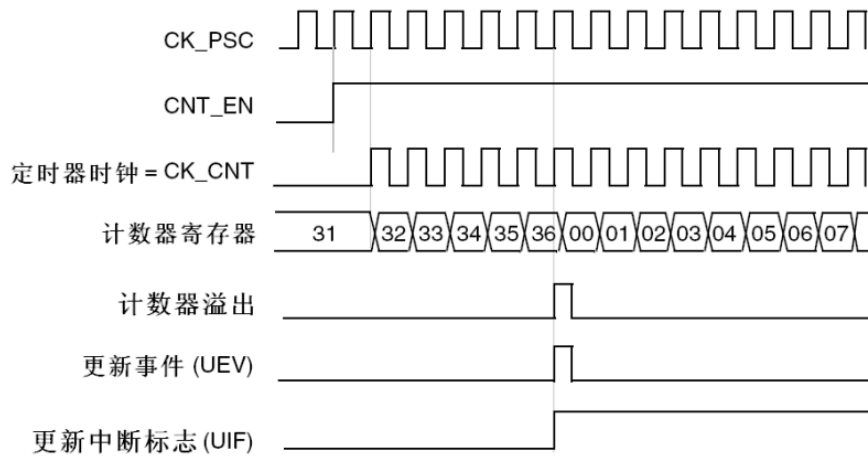 CK_PSC
CNT_EN
定时器时钟 = CK_CNT
计数器寄存器 31 32 33 34 35 36 00 01 02 03 04 05 06 07
计数器溢出
更新事件 (UEV)
更新中断标志 (UIF)